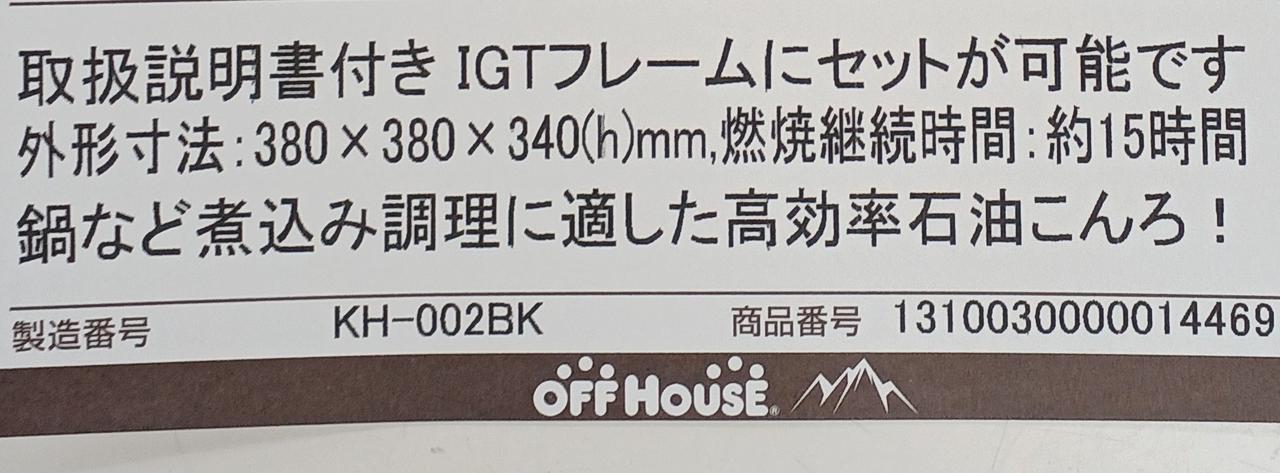 取扱説明書付き IGTフレームにセットが可能です
外形寸法:380×380×340(h)mm,燃焼継続時間:約15時間
鍋など煮込み調理に適した高効率石油こんろ!
製造番号 KH-002BK 商品番号 1310030000014469
OFF HOUSE®